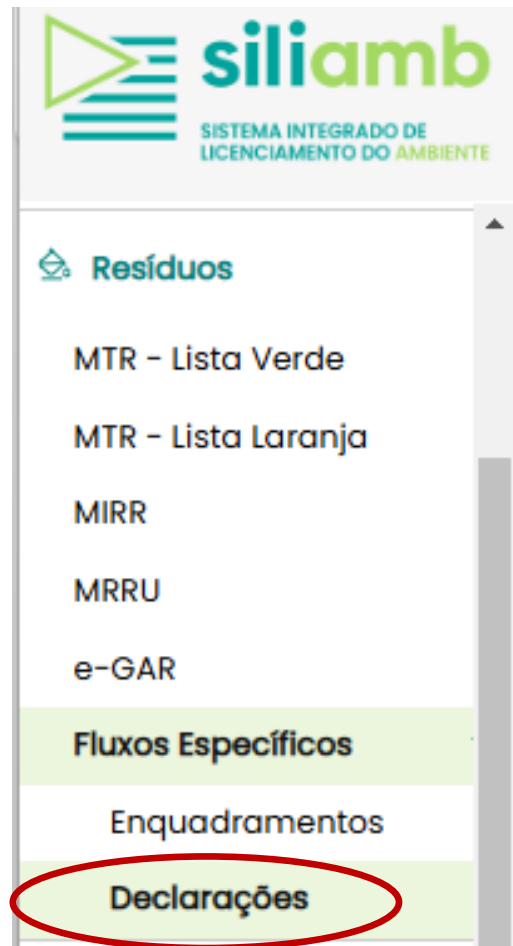 siliamb
SISTEMA INTEGRADO DE
LICENCIAMENTO DO AMBIENTE
Resíduos
MTR - Lista Verde
MTR - Lista Laranja
MIRR
MRRU
e-GAR
Fluxos Específicos
Enquadramentos
Declarações